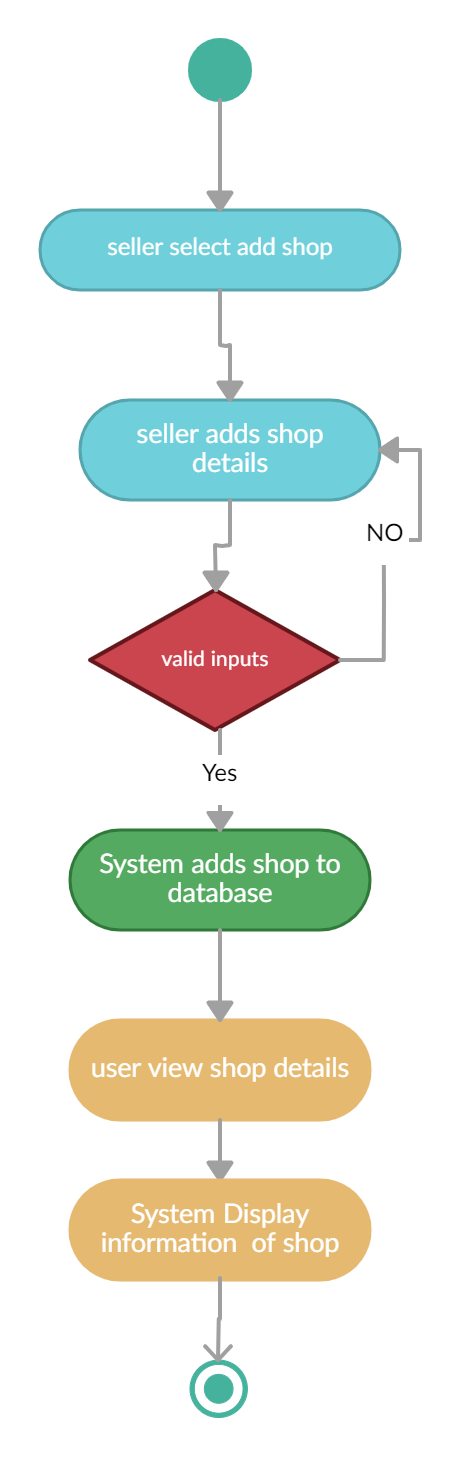 seller select add shop
seller adds shop
details
NO
valid inputs
Yes
System adds shop to
database
user view shop details
System Display
information  of shop